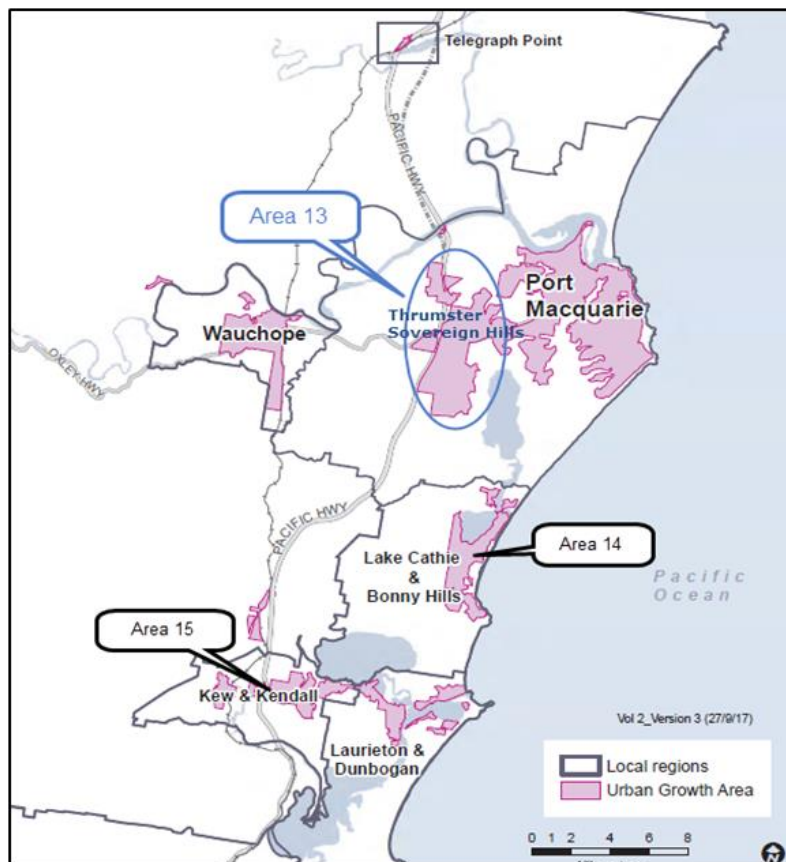 Telegraph Point
PACIFIC HWY
Area 13
Port
Macquarie
Thrumster
Sovereign Hills
Wauchope
OXLEY HWY
PACIFIC HWY
Lake Cathie
&
Bonny Hills
Area 14
Pacific
Ocean
Area 15
Kew & Kendall
Laurieton &
Dunbogan
Vol 2_Version 3 (27/9/17)
Local regions
Urban Growth Area
0 1 2 4 6 8